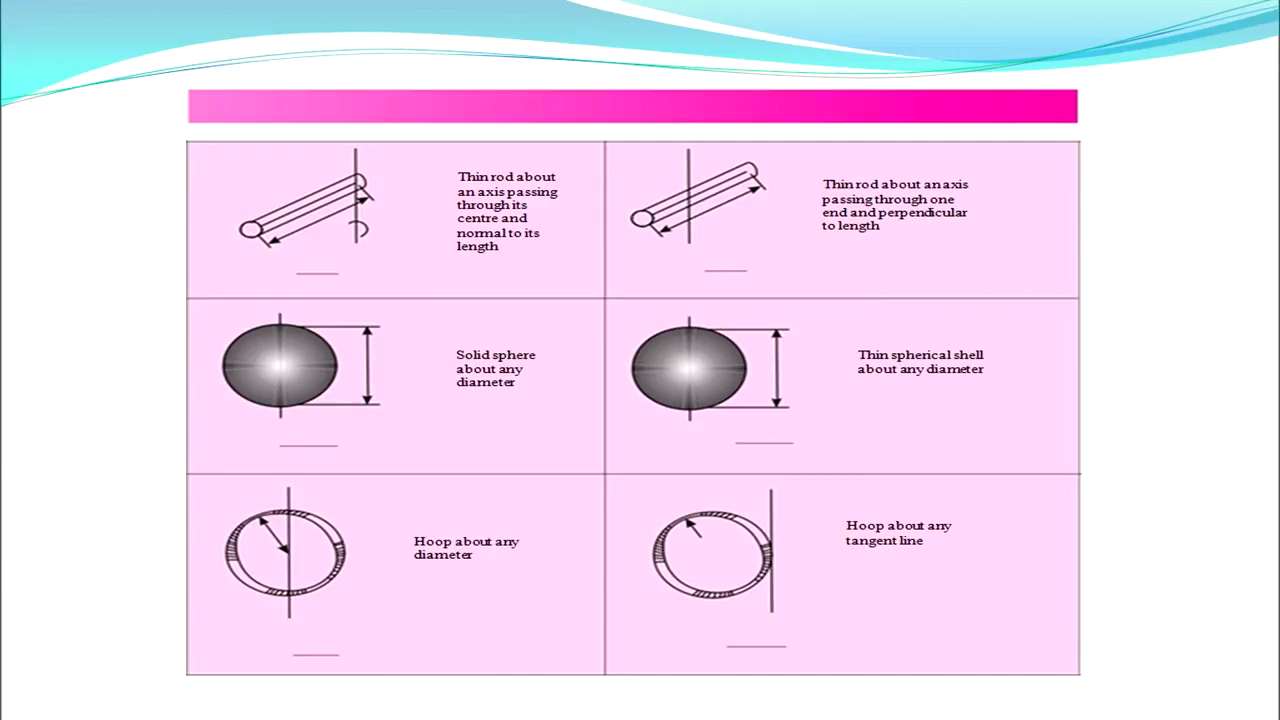 Thin rod about
an axis passing
through its
centre and
normal to its
length
Thin rod about an axis
passing through one
end and perpendicular
to length
Solid sphere
about any
diameter
Thin spherical shell
about any diameter
Hoop about any
diameter
Hoop about any
tangent line